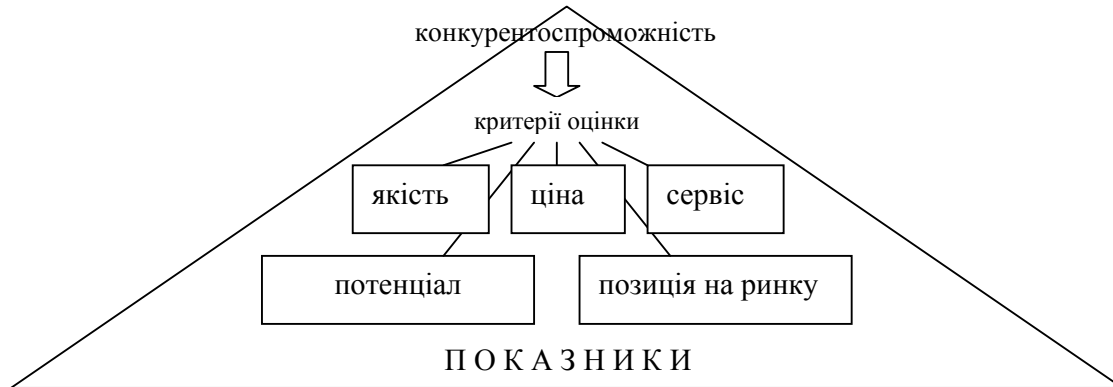 конкурентоспроможність
критерії оцінки
якість ціна сервіс
потенціал позиція на ринку
П О К А З Н И К И